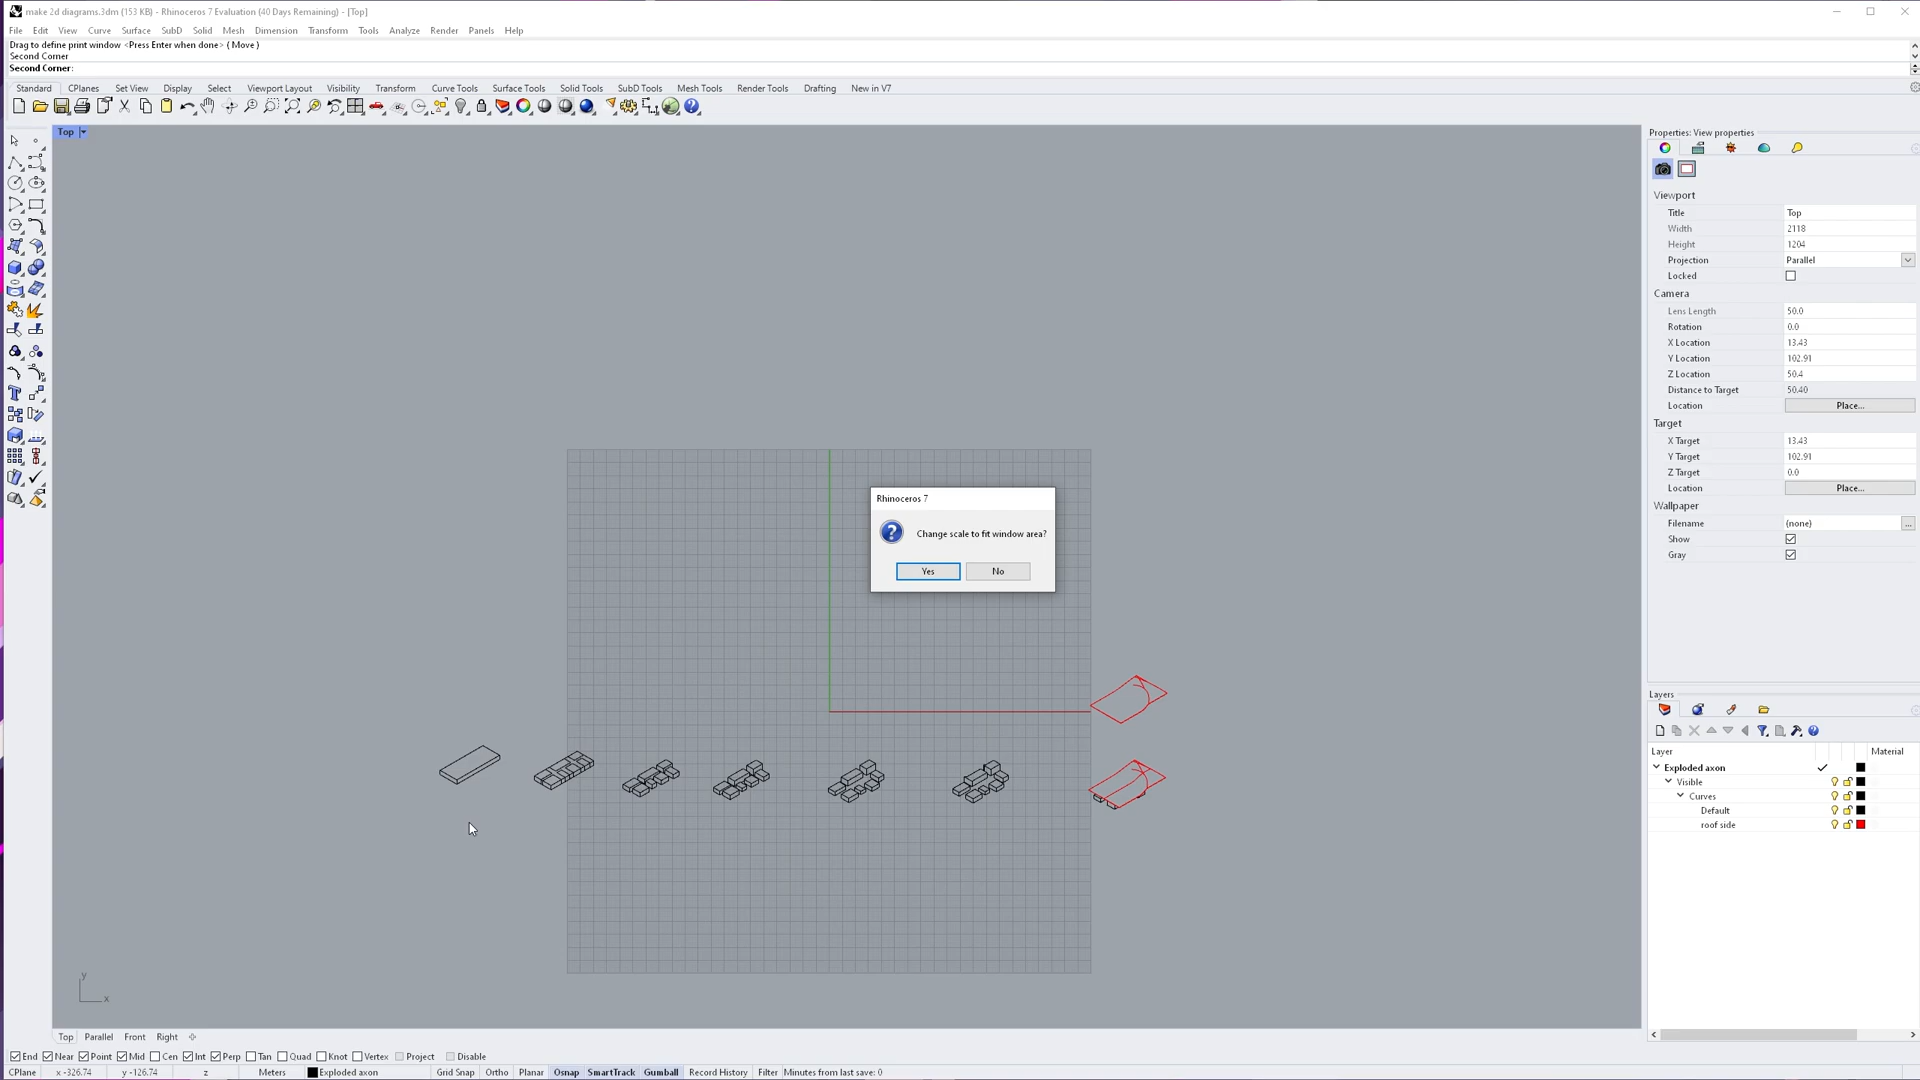 make 2d diagrams.3dm (153 KB) - Rhinoceros 7 Evaluation (40 Days Remaining) - [Top]
File Edit View Curve Surface SubD Solid Mesh Dimension Transform Tools Analyze Render Panels Help
Drag to define print window <Press Enter when done> ( Move )
Second Corner
Second Corner:
Standard CPlanes Set View Display Select Viewport Layout Visibility Transform Curve Tools Surface Tools Solid Tools SubD Tools Mesh Tools Render Tools Drafting New in V7
Top
Rhinoceros 7
Change scale to fit window area?
Yes No
y
x
Properties: View properties
Viewport
Title Top
Width 2118
Height 1204
Projection Parallel
Locked
Camera
Lens Length 50.0
Rotation 0.0
X Location 13.43
Y Location 102.91
Z Location 50.4
Distance to Target 50.40
Location Place...
Target
X Target 13.43
Y Target 102.91
Z Target 0.0
Location Place...
Wallpaper
Filename (none) ...
Show
Gray
Layers
Layer Material
Exploded axon
Visible
Curves
Default
roof side
Top Parallel Front Right
End Near Point Mid Cen Int Perp Tan Quad Knot Vertex Project Disable
CPlane x -326.74 y -126.74 z Meters Exploded axon Grid Snap Ortho Planar Osnap SmartTrack Gumball Record History Filter Minutes from last save: 0